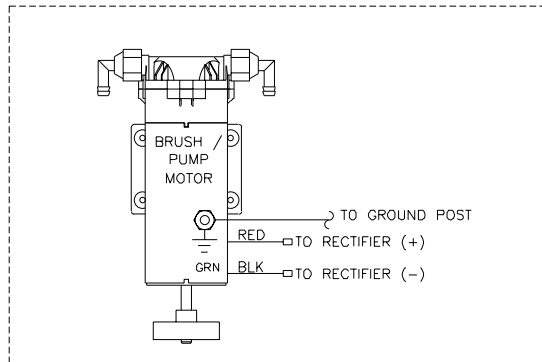 BRUSH /
PUMP
MOTOR
TO GROUND POST
RED
TO RECTIFIER (+)
GRN
BLK
TO RECTIFIER (-)